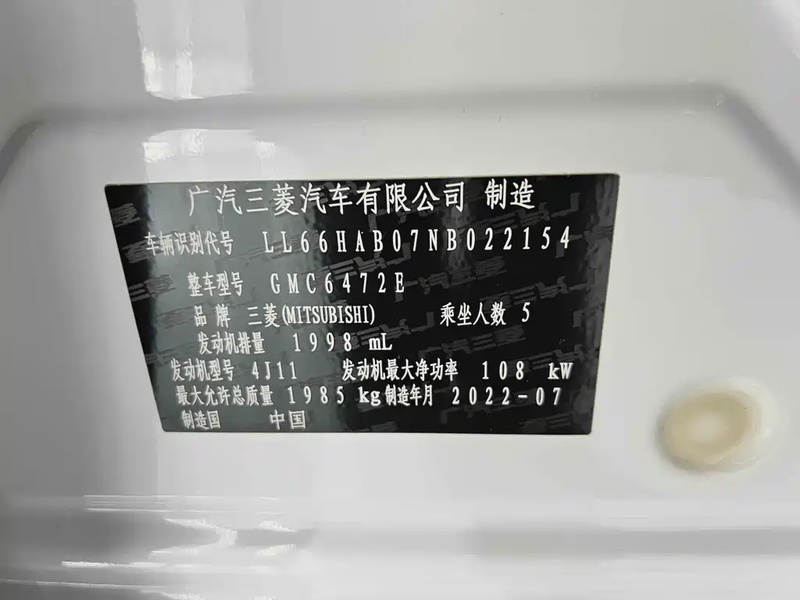 广汽三菱汽车有限公司 制造
车辆识别代号 LL66HAB07NB022154
整车型号 GMC6472E
品牌 三菱(MITSUBISHI) 乘坐人数 5
发动机排量 1998 mL
发动机型号 4J11 发动机最大净功率 108 kW
最大允许总质量 1985 kg 制造年月 2022-07
制造国 中国